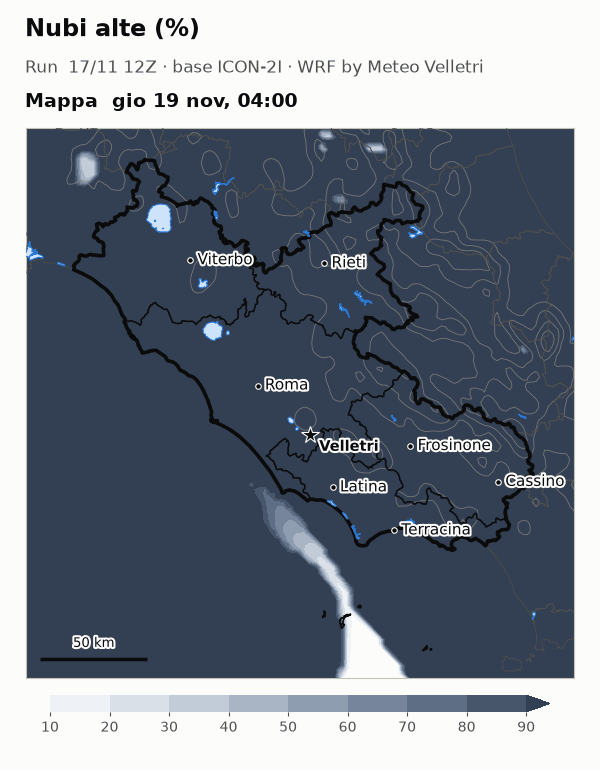 Nubi alte (%)
Run 17/11 12Z · base ICON-2I · WRF by Meteo Velletri
Mappa gio 19 nov, 04:00
Viterbo
Rieti
Roma
Velletri
Frosinone
Latina
Cassino
Terracina
50 km
10 20 30 40 50 60 70 80 90